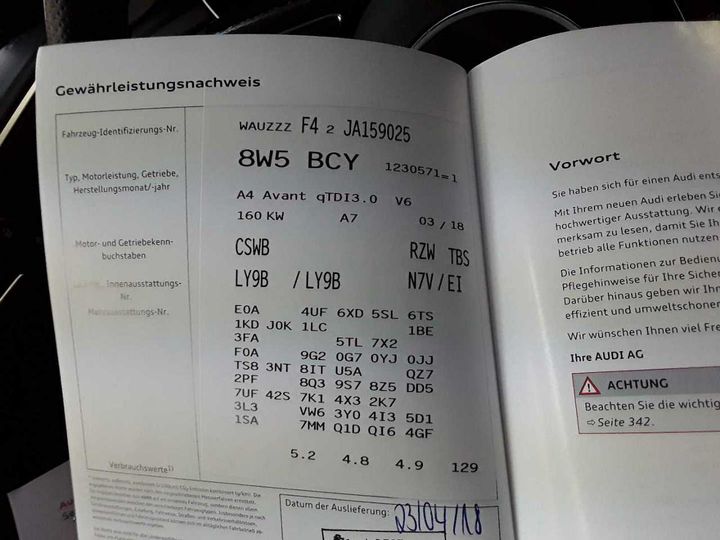 Gewährleistungsnachweis
Fahrzeug-Identifizierungs-Nr.
WAUZZZ F4 2 JA159025
8W5 BCY 1230571=1
Typ, Motorleistung, Getriebe,
Herstellungsmonat/-jahr
A4 Avant qTDI3.0 V6
160 KW A7 03 / 18
Motor- und Getriebekenn-
buchstaben
CSWB RZW TBS
Innenausstattungs-
Nr.
LY9B / LY9B N7V / EI
Mehrausstattungs-Nr.
E0A 4UF 6XD 5SL 6TS
1KD J0K 1LC 1BE
3FA 5TL 7X2
F0A 9G2 0G7 0YJ 0JJ
TS8 3NT 8IT U5A QZ7
2PF 8Q3 9S7 8Z5 DD5
7UF 42S 7K1 4X3 2K7
3L3 VW6 3Y0 4I3 5D1
1SA 7MM Q1D QI6 4GF
Verbrauchswerte¹⁾ 5.2 4.8 4.9 129
Datum der Auslieferung: 23/04/18
Vorwort
Sie haben sich für einen Audi ents
Mit Ihrem neuen Audi erleben Si
hochwertiger Ausstattung. Wir
merksam zu lesen, damit Sie Ih
betrieb alle Funktionen nutzen
Die Informationen zur Bedienu
Pflegehinweise für Ihre Sicher
Darüber hinaus geben wir Ihn
effizient und umweltschonen
Wir wünschen Ihnen viel Fre
Ihre AUDI AG
ACHTUNG
Beachten Sie die wichtig
⇨ Seite 342.